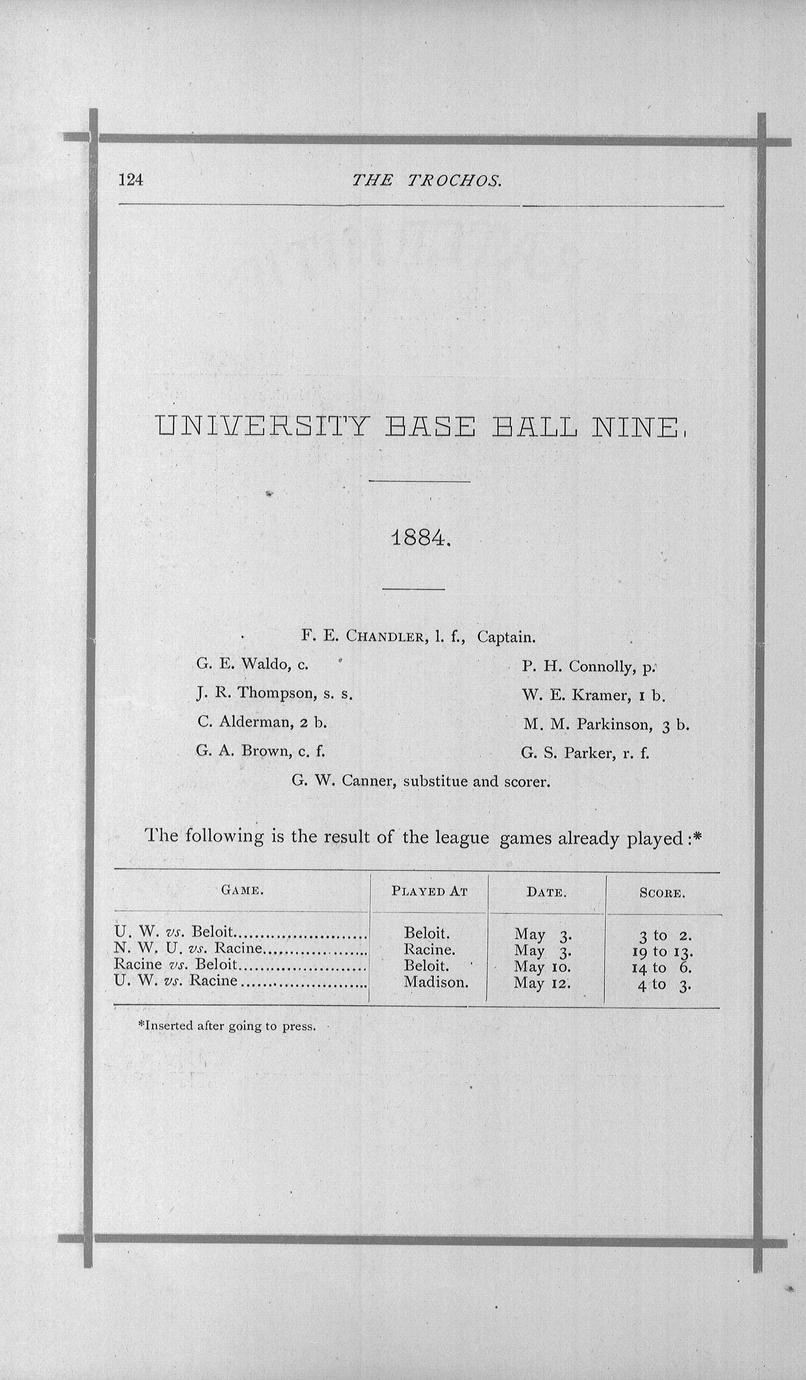 124 THE TROCHOS.
UNIVERSITY BASE BALL NINE.
1884.
F. E. CHANDLER, l. f., Captain.
G. E. Waldo, c. P. H. Connolly, p.
J. R. Thompson, s. s. W. E. Kramer, 1 b.
C. Alderman, 2 b. M. M. Parkinson, 3 b.
G. A. Brown, c. f. G. S. Parker, r. f.
G. W. Canner, substitue and scorer.
The following is the result of the league games already played:*
GAME. PLAYED AT DATE. SCORE.
U. W. vs. Beloit........................ Beloit. May 3. 3 to 2.
N. W. U. vs. Racine................... Racine. May 3. 19 to 13.
Racine vs. Beloit....................... Beloit. May 10. 14 to 6.
U. W. vs. Racine....................... Madison. May 12. 4 to 3.
*Inserted after going to press.